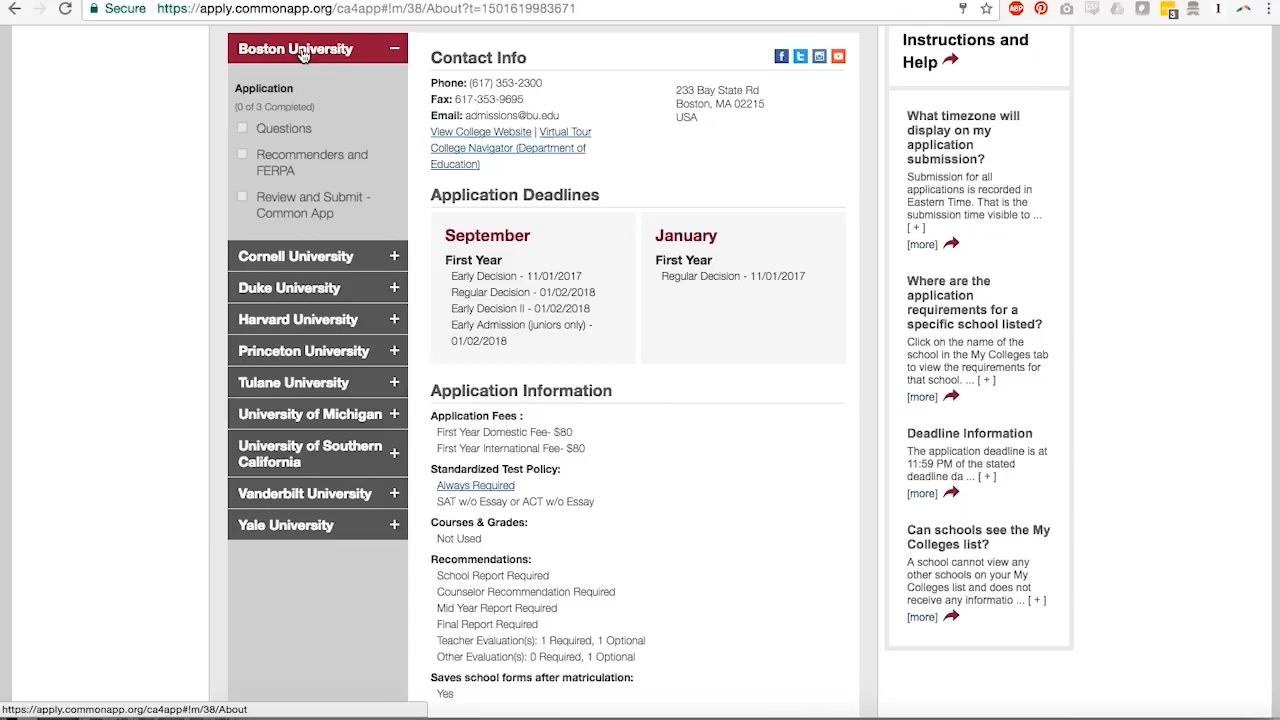 Secure https://apply.commonapp.org/ca4app#!m/38/About?t=1501619983671
ABP
3
Boston University
Application
(0 of 3 Completed)
Questions
Recommenders and
FERPA
Review and Submit -
Common App
Cornell University +
Duke University +
Harvard University +
Princeton University +
Tulane University +
University of Michigan +
University of Southern
California +
Vanderbilt University +
Yale University +
Contact Info
Phone: (617) 353-2300
Fax: 617-353-9695
Email: admissions@bu.edu
View College Website | Virtual Tour
College Navigator (Department of
Education)
233 Bay State Rd
Boston, MA 02215
USA
Application Deadlines
September
First Year
Early Decision - 11/01/2017
Regular Decision - 01/02/2018
Early Decision II - 01/02/2018
Early Admission (juniors only) -
01/02/2018
January
First Year
Regular Decision - 11/01/2017
Application Information
Application Fees :
First Year Domestic Fee- $80
First Year International Fee- $80
Standardized Test Policy:
Always Required
SAT w/o Essay or ACT w/o Essay
Courses & Grades:
Not Used
Recommendations:
School Report Required
Counselor Recommendation Required
Mid Year Report Required
Final Report Required
Teacher Evaluation(s): 1 Required, 1 Optional
Other Evaluation(s): 0 Required, 1 Optional
Saves school forms after matriculation:
Yes
Instructions and
Help
What timezone will
display on my
application
submission?
Submission for all
applications is recorded in
Eastern Time. That is the
submission time visible to ...
[ + ]
[more]
Where are the
application
requirements for a
specific school listed?
Click on the name of the
school in the My Colleges tab
to view the requirements for
that school. ... [ + ]
[more]
Deadline Information
The application deadline is at
11:59 PM of the stated
deadline da ... [ + ]
[more]
Can schools see the My
Colleges list?
A school cannot view any
other schools on your My
Colleges list and does not
receive any informatio ... [ + ]
[more]
https://apply.commonapp.org/ca4app#!m/38/About